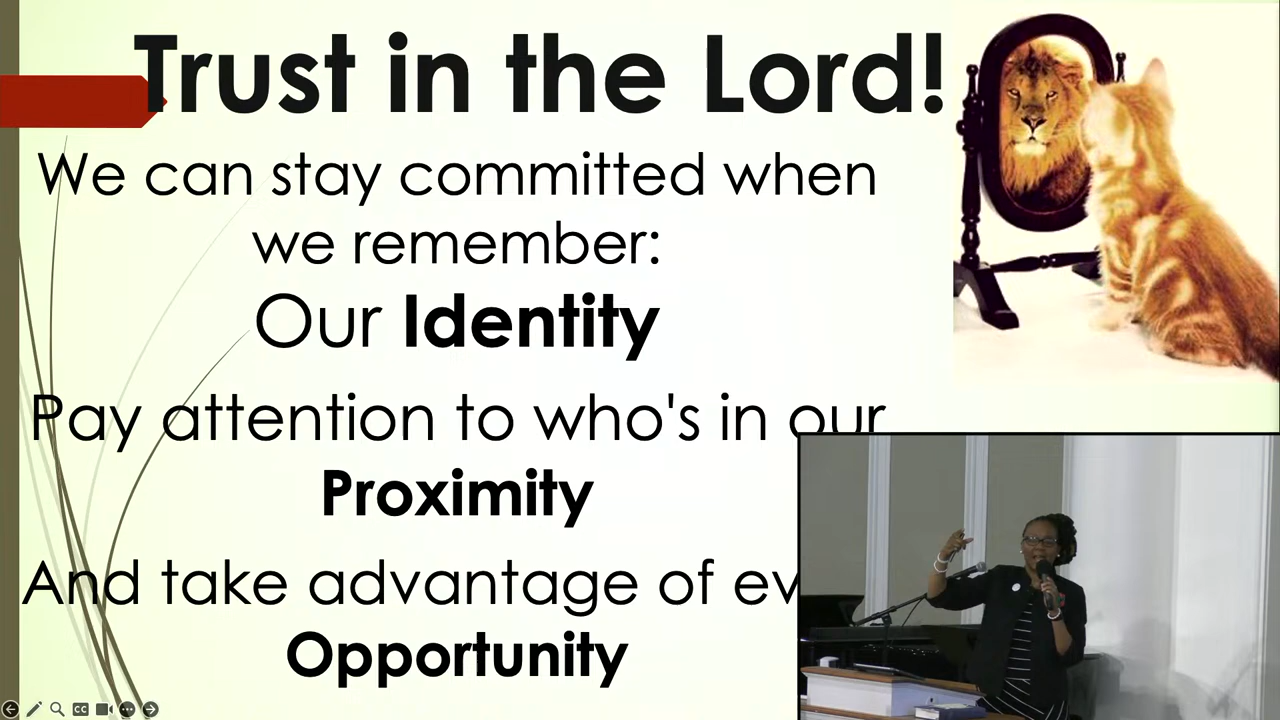 Trust in the Lord!
We can stay committed when
we remember:
Our Identity
Pay attention to who's in our
Proximity
And take advantage of
Opportunity
CC